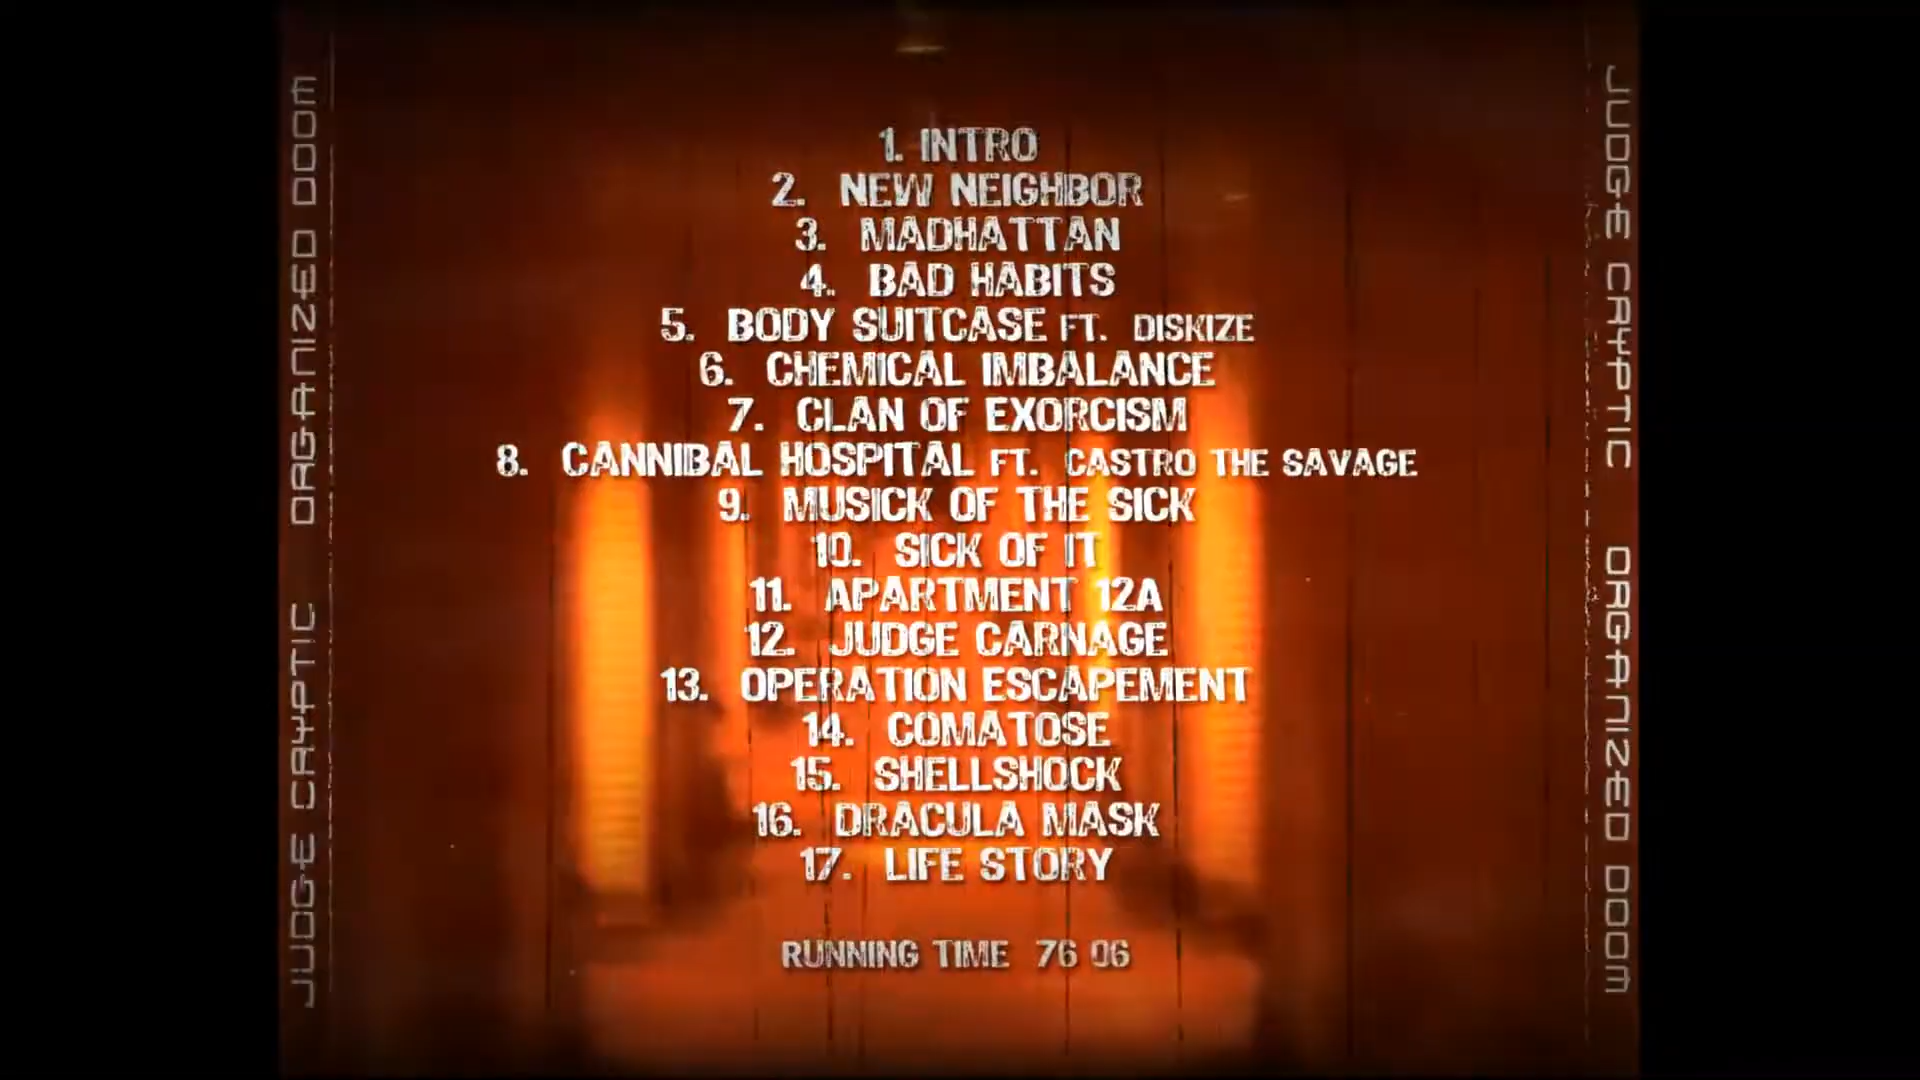 JUDGE CRYPTIC ORGANIZED DOOM
1. INTRO
2. NEW NEIGHBOR
3. MADHATTAN
4. BAD HABITS
5. BODY SUITCASE FT. DISKIZE
6. CHEMICAL IMBALANCE
7. CLAN OF EXORCISM
8. CANNIBAL HOSPITAL FT. CASTRO THE SAVAGE
9. MUSICK OF THE SICK
10. SICK OF IT
11. APARTMENT 12A
12. JUDGE CARNAGE
13. OPERATION ESCAPEMENT
14. COMATOSE
15. SHELLSHOCK
16. DRACULA MASK
17. LIFE STORY
RUNNING TIME 76 06
JUDGE CRYPTIC ORGANIZED DOOM